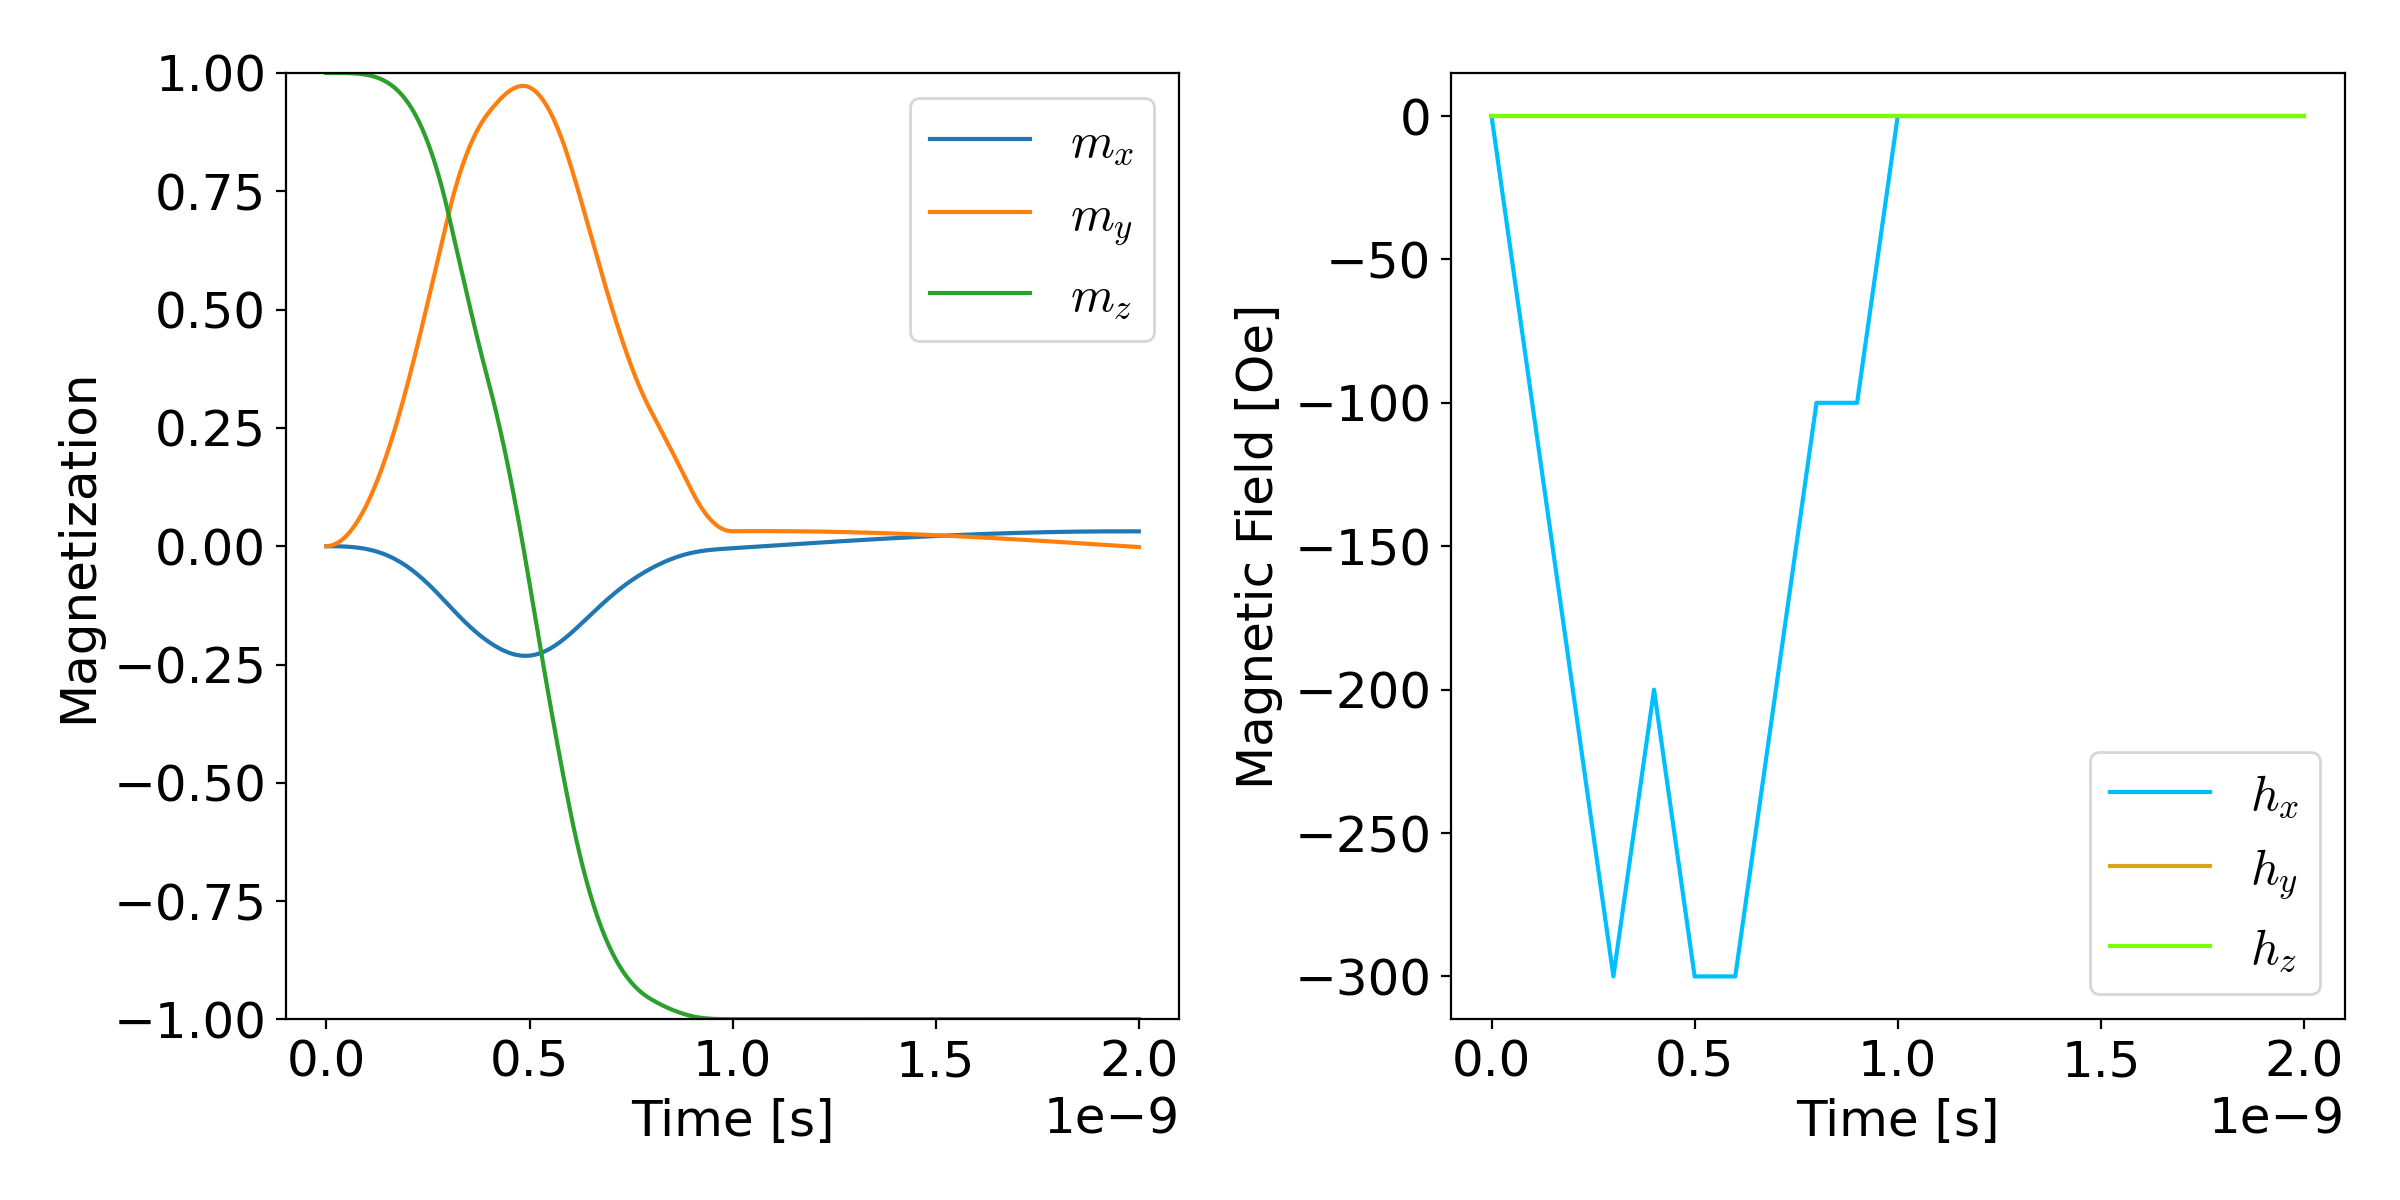 1.00
0.75
0.50
0.25
0.00
−0.25
−0.50
−0.75
−1.00
Magnetization
0.0 0.5 1.0 1.5 2.0
Time [s]
1e−9
m_x
m_y
m_z
0
−50
−100
−150
−200
−250
−300
Magnetic Field [Oe]
0.0 0.5 1.0 1.5 2.0
Time [s]
1e−9
h_x
h_y
h_z